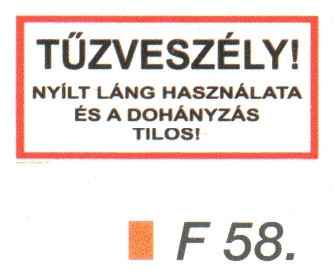 TŰZVESZÉLY!
NYÍLT LÁNG HASZNÁLATA
ÉS A DOHÁNYZÁS
TILOS!
F 58.